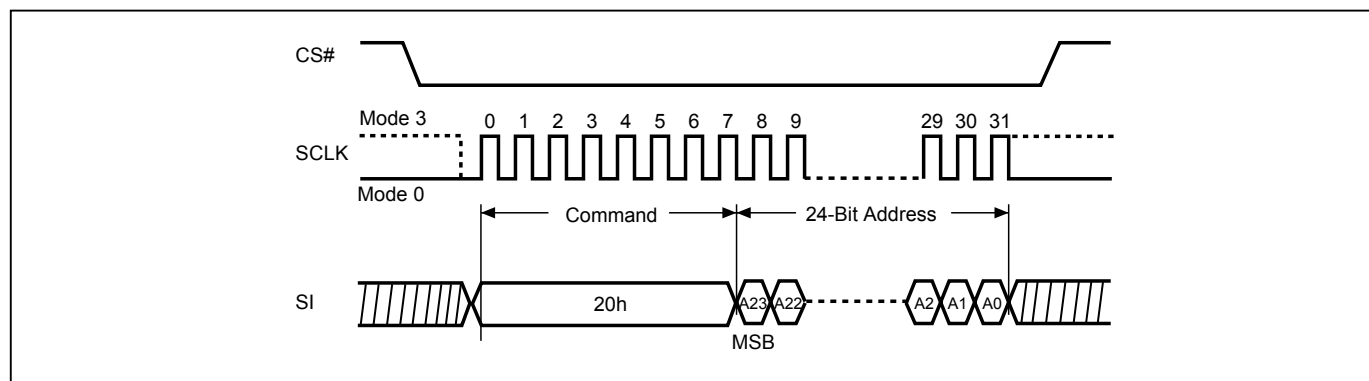 CS#
Mode 3
0 1 2 3 4 5 6 7 8 9 29 30 31
SCLK
Mode 0
Command 24-Bit Address
SI 20h A23 A22 A2 A1 A0
MSB